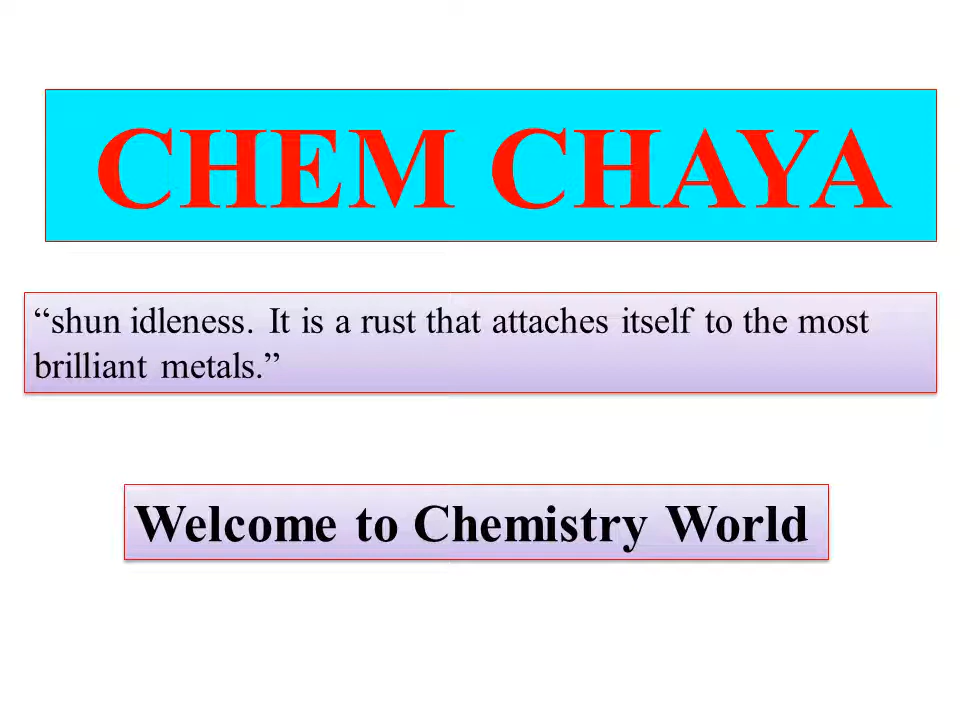 CHEM CHAYA
“shun idleness. It is a rust that attaches itself to the most
brilliant metals.”
Welcome to Chemistry World